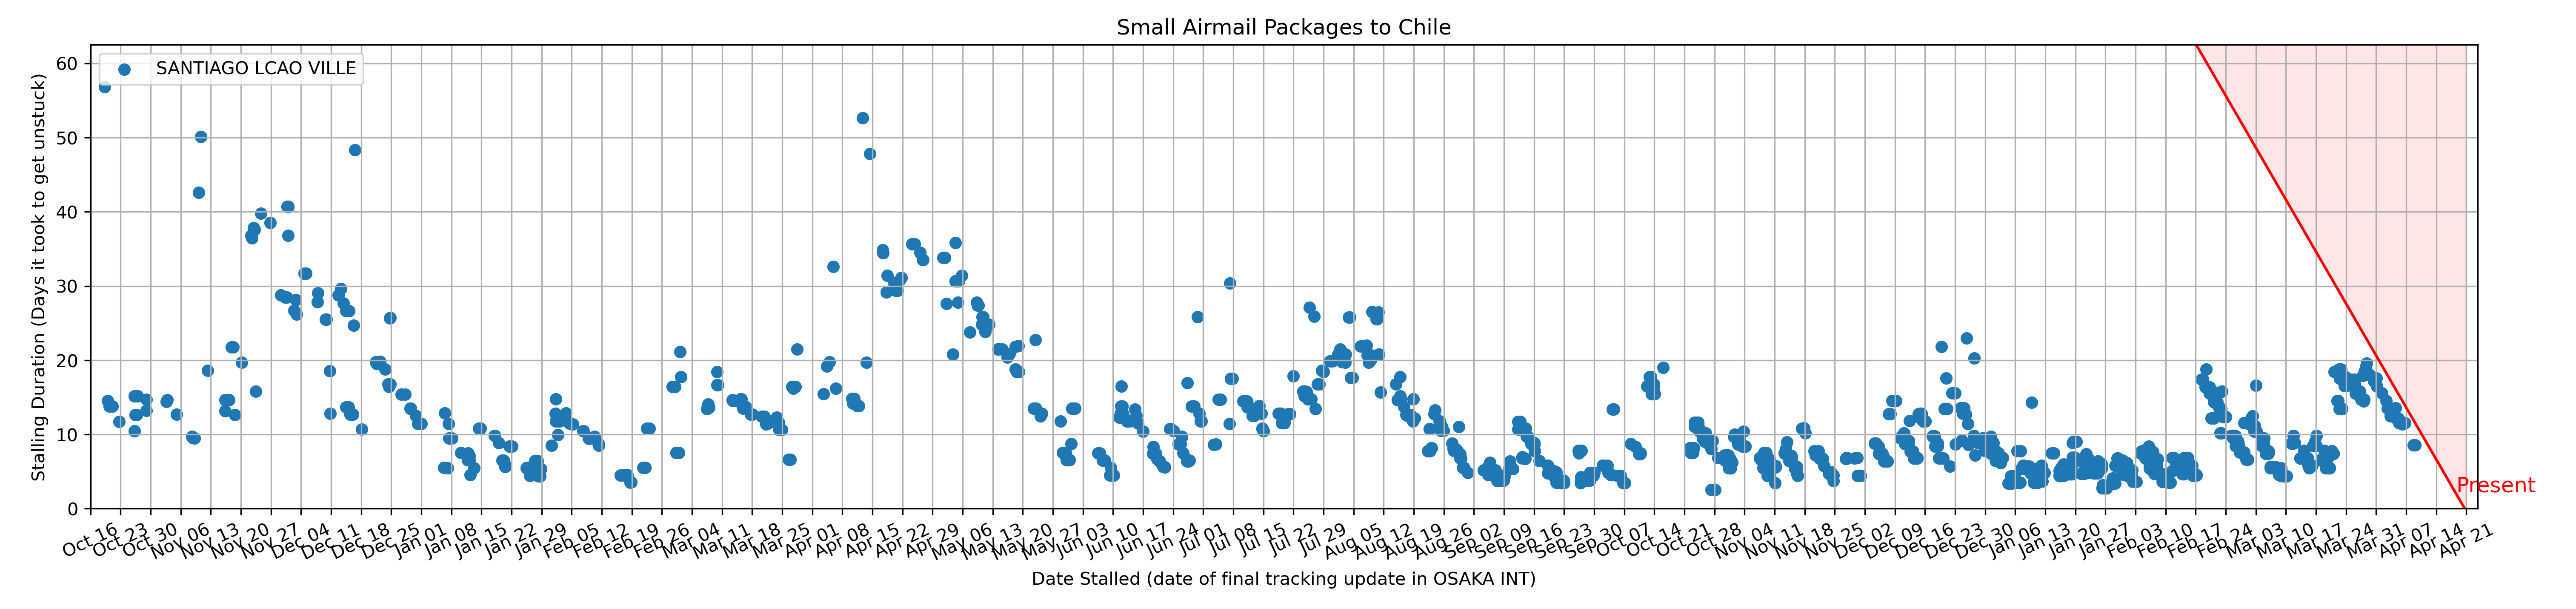 Small Airmail Packages to Chile
SANTIAGO LCAO VILLE
Stalling Duration (Days it took to get unstuck)
60
50
40
30
20
10
0
Present
Oct 16 Oct 23 Oct 30 Nov 06 Nov 13 Nov 20 Nov 27 Dec 04 Dec 11 Dec 18 Dec 25 Jan 01 Jan 08 Jan 15 Jan 22 Jan 29 Feb 05 Feb 12 Feb 19 Feb 26 Mar 04 Mar 11 Mar 18 Mar 25 Apr 01 Apr 08 Apr 15 Apr 22 Apr 29 May 06 May 13 May 20 May 27 Jun 03 Jun 10 Jun 17 Jun 24 Jul 01 Jul 08 Jul 15 Jul 22 Jul 29 Aug 05 Aug 12 Aug 19 Aug 26 Sep 02 Sep 09 Sep 16 Sep 23 Sep 30 Oct 07 Oct 14 Oct 21 Oct 28 Nov 04 Nov 11 Nov 18 Nov 25 Dec 02 Dec 09 Dec 16 Dec 23 Dec 30 Jan 06 Jan 13 Jan 20 Jan 27 Feb 03 Feb 10 Feb 17 Feb 24 Mar 03 Mar 10 Mar 17 Mar 24 Mar 31 Apr 07 Apr 14 Apr 21
Date Stalled (date of final tracking update in OSAKA INT)